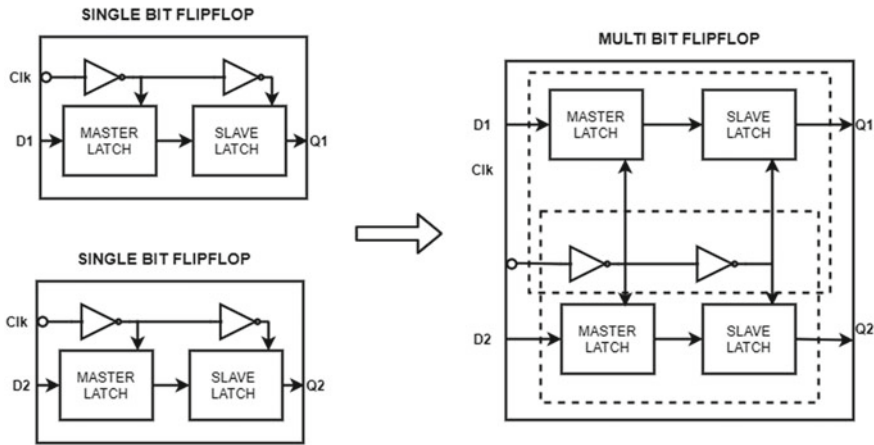 SINGLE BIT FLIPFLOP
Clk
D1
MASTER
LATCH
SLAVE
LATCH
Q1
SINGLE BIT FLIPFLOP
Clk
D2
MASTER
LATCH
SLAVE
LATCH
Q2
MULTI BIT FLIPFLOP
D1
MASTER
LATCH
SLAVE
LATCH
Q1
Clk
D2
MASTER
LATCH
SLAVE
LATCH
Q2